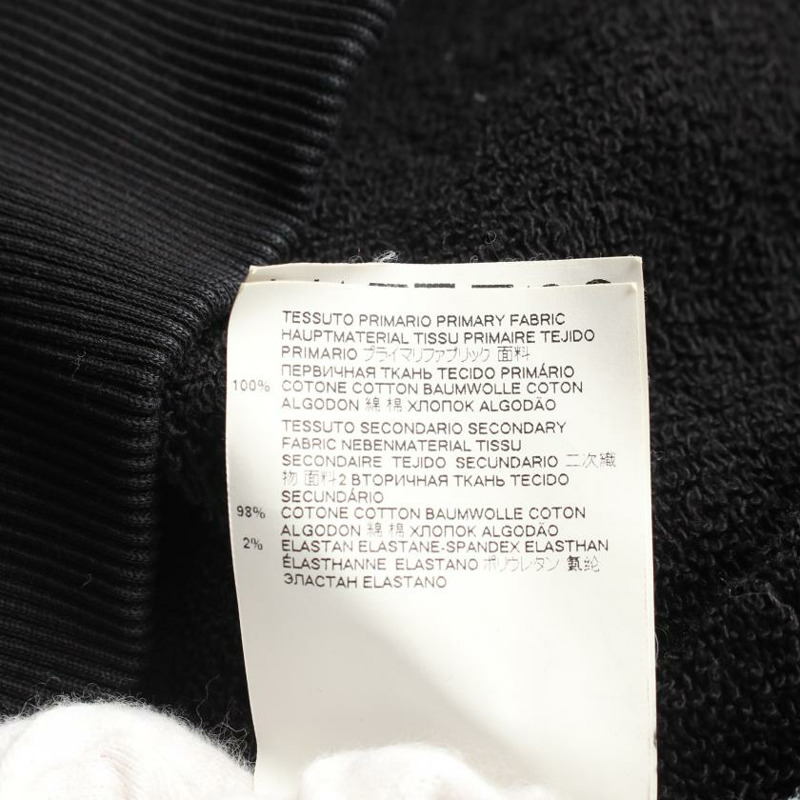 TESSUTO PRIMARIO PRIMARY FABRIC
HAUPTMATERIAL TISSU PRIMAIRE TEJIDO
PRIMARIO プライマリファブリック 面料
ПЕРВИЧНАЯ ТКАНЬ TECIDO PRIMÁRIO
100% COTONE COTTON BAUMWOLLE COTON
ALGODON 綿 棉 ХЛОПОК ALGODÃO
TESSUTO SECONDARIO SECONDARY
FABRIC NEBENMATERIAL TISSU
SECONDAIRE TEJIDO SECUNDARIO 二次織
物 面料2 ВТОРИЧНАЯ ТКАНЬ TECIDO
SECUNDÁRIO
98% COTONE COTTON BAUMWOLLE COTON
ALGODON 綿 棉 ХЛОПОК ALGODÃO
2% ELASTAN ELASTANE-SPANDEX ELASTHAN
ÉLASTHANNE ELASTANO ポリウレタン 氨纶
ЭЛАСТАН ELASTANO